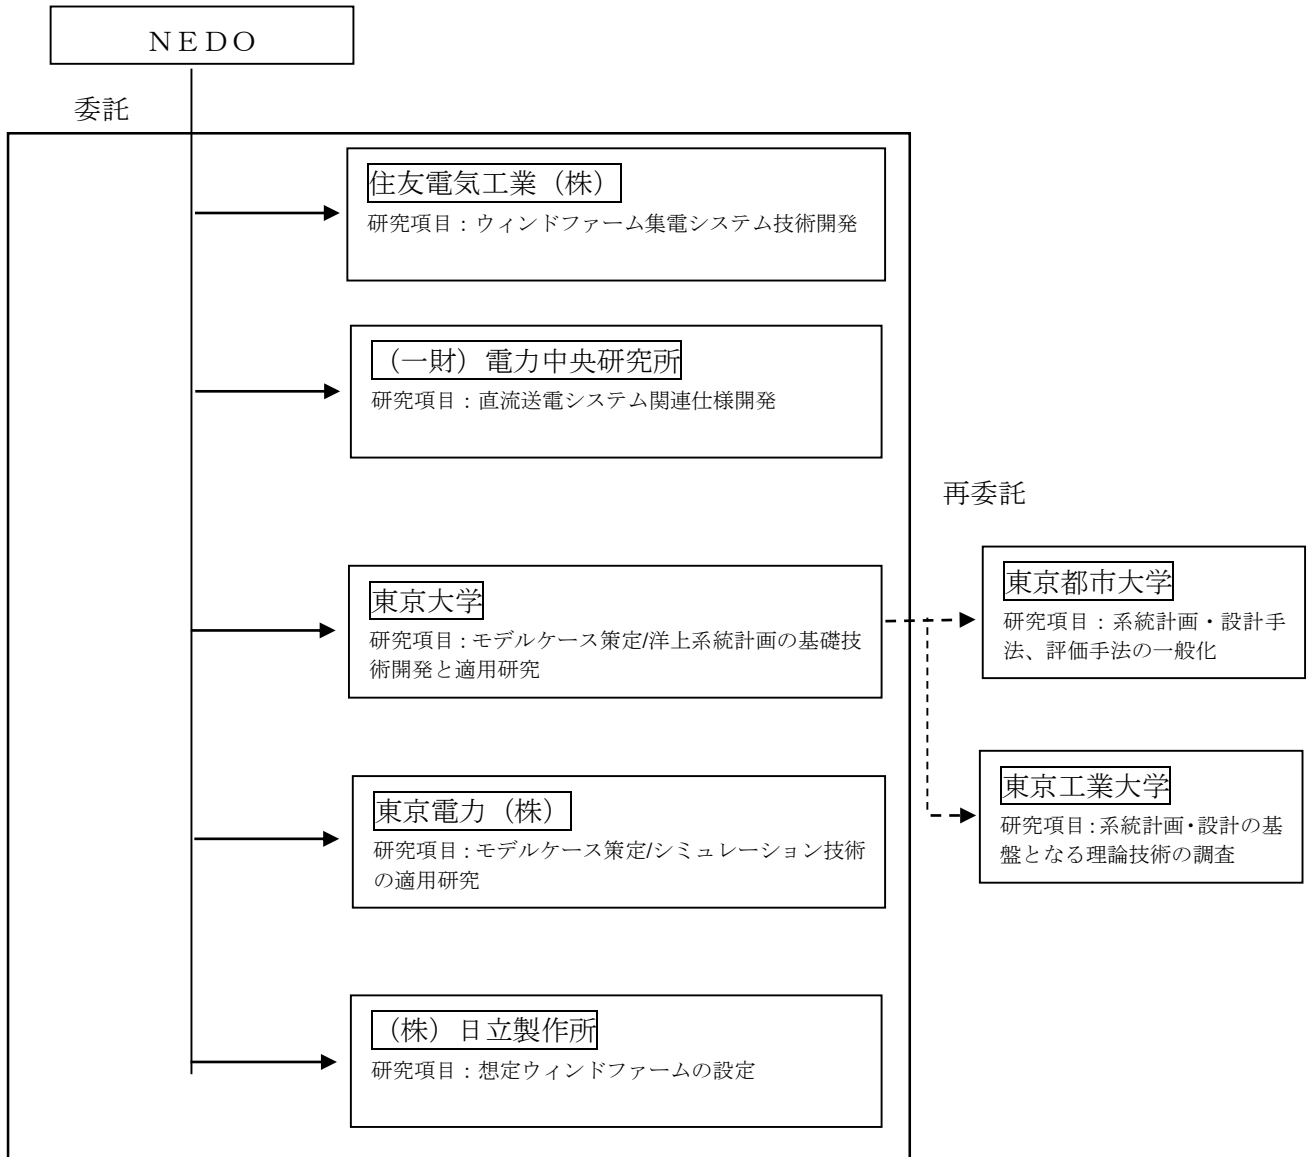 ＮＥＤＯ
委託
住友電気工業（株）
研究項目：ウィンドファーム集電システム技術開発
（一財）電力中央研究所
研究項目：直流送電システム関連仕様開発
再委託
東京大学
研究項目：モデルケース策定/洋上系統計画の基礎技
術開発と適用研究
東京都市大学
研究項目：系統計画・設計手
法、評価手法の一般化
東京電力（株）
研究項目：モデルケース策定/シミュレーション技術
の適用研究
東京工業大学
研究項目：系統計画・設計の基
盤となる理論技術の調査
（株）日立製作所
研究項目：想定ウィンドファームの設定